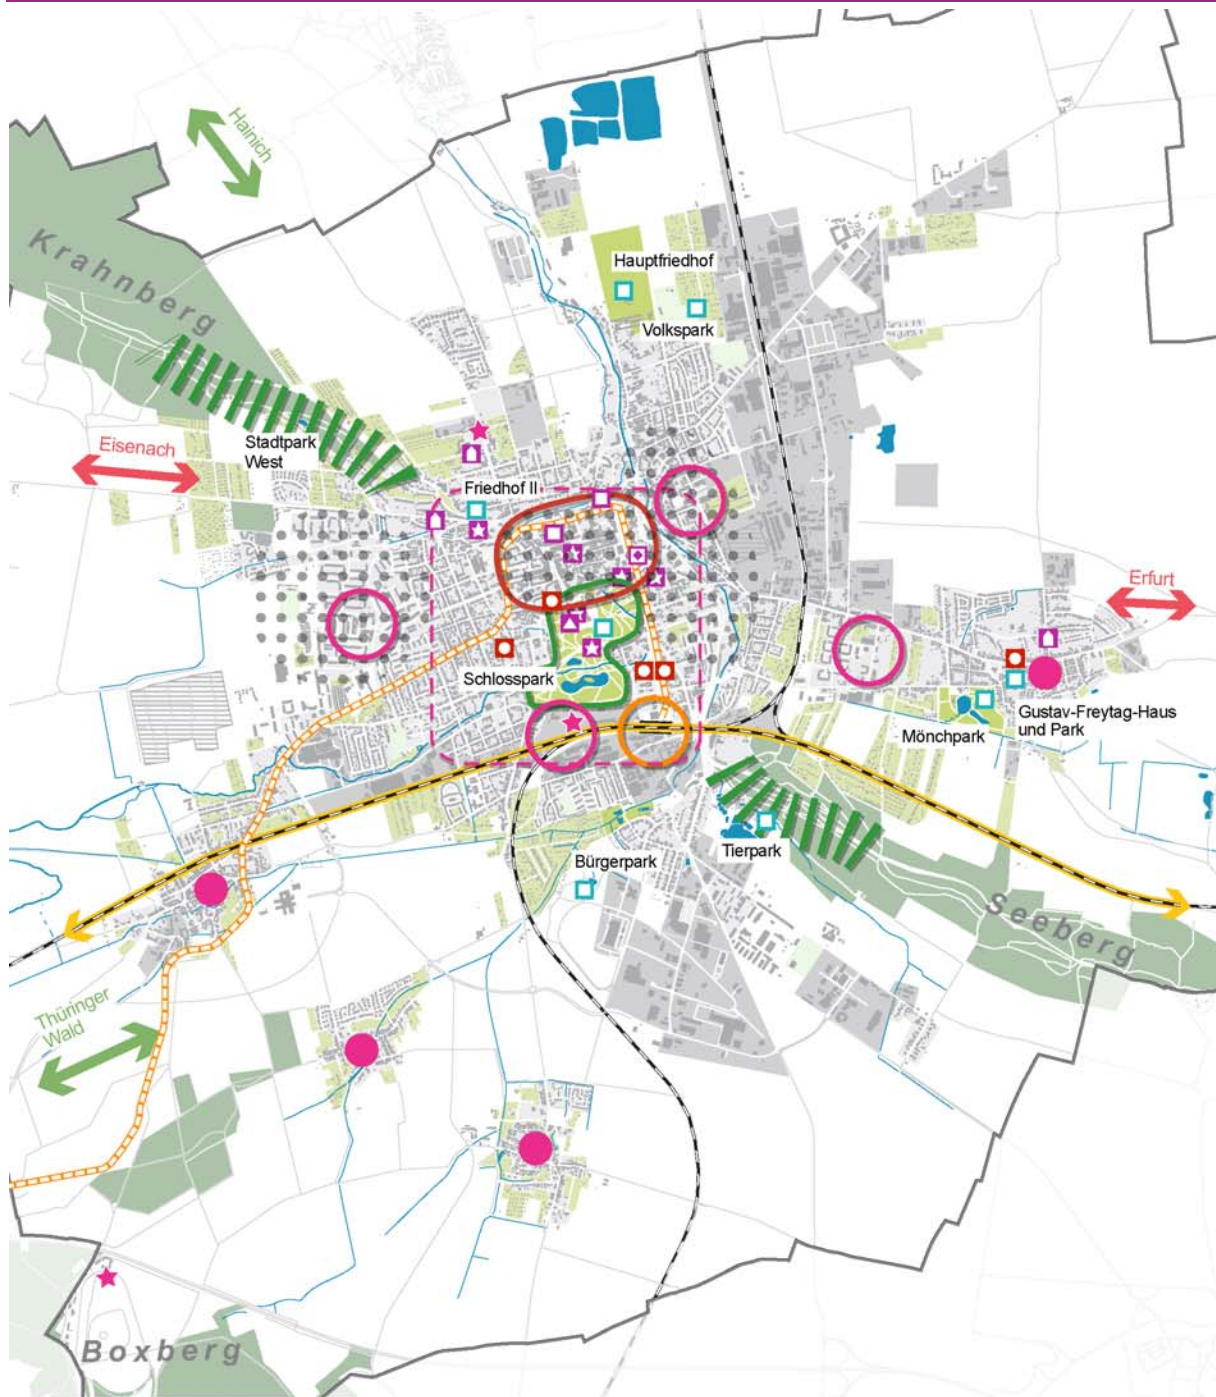 Hainich
Krahnberg
Hauptfriedhof
Volkspark
Eisenach
Stadtpark
West
Friedhof II
Erfurt
Schlosspark
Mönchpark
Gustav-Freytag-Haus
und Park
Bürgerpark
Tierpark
Seeberg
Thüringer
Wald
Boxberg